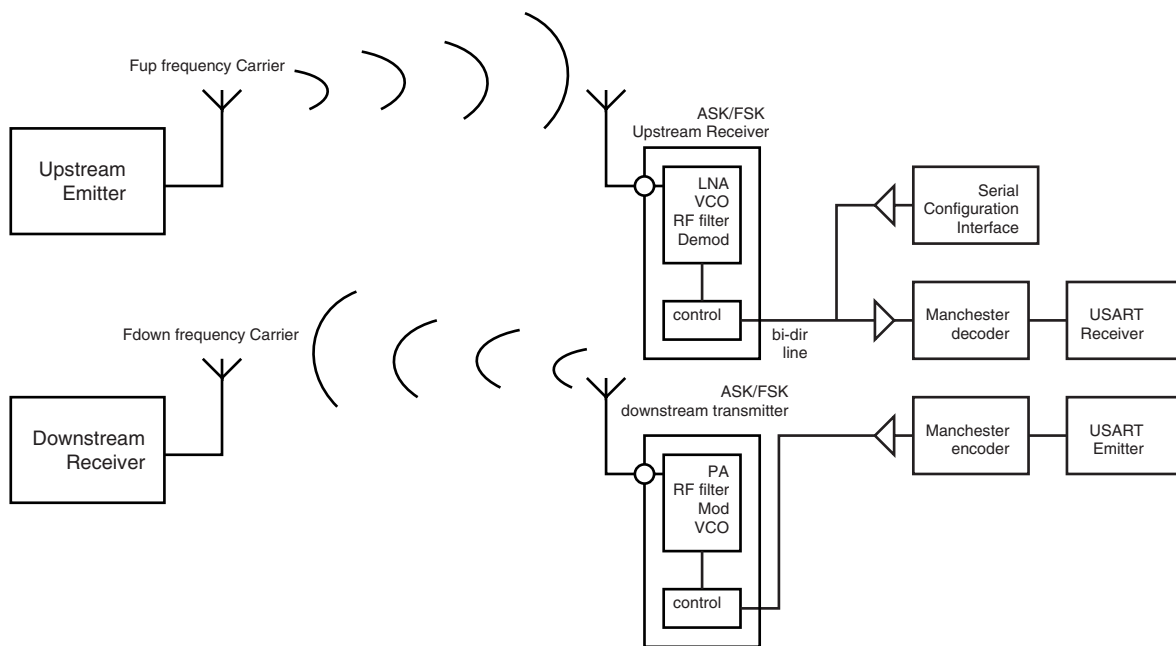 Fup frequency Carrier
Upstream
Emitter
ASK/FSK
Upstream Receiver
LNA
VCO
RF filter
Demod
control
bi-dir
line
Serial
Configuration
Interface
Manchester
decoder
USART
Receiver
Fdown frequency Carrier
Downstream
Receiver
ASK/FSK
downstream transmitter
PA
RF filter
Mod
VCO
control
Manchester
encoder
USART
Emitter